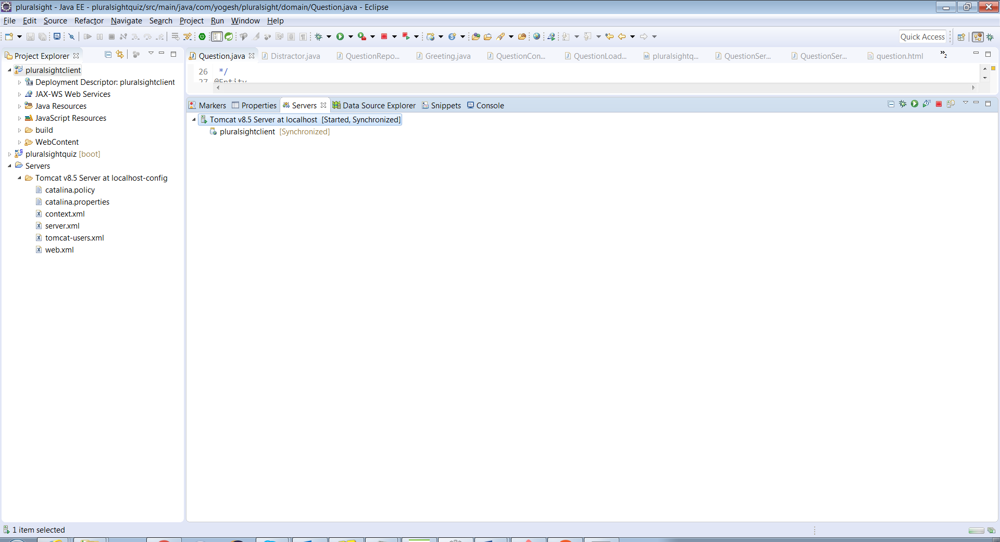 pluralsight - Java EE - pluralsightquiz/src/main/java/com/yogesh/pluralsight/domain/Question.java - Eclipse
File Edit Source Refactor Navigate Search Project Run Window Help
Quick Access
Project Explorer
pluralsightclient
Deployment Descriptor: pluralsightclient
JAX-WS Web Services
Java Resources
JavaScript Resources
build
WebContent
pluralsightquiz [boot]
Servers
Tomcat v8.5 Server at localhost-config
catalina.policy
catalina.properties
context.xml
server.xml
tomcat-users.xml
web.xml
Question.java Distractor.java QuestionRepo... Greeting.java QuestionCon... QuestionLoad... pluralsightq... QuestionSer... QuestionSer... question.html »2
26 */
27 @Entity
Markers Properties Servers Data Source Explorer Snippets Console
Tomcat v8.5 Server at localhost [Started, Synchronized]
pluralsightclient [Synchronized]
1 item selected